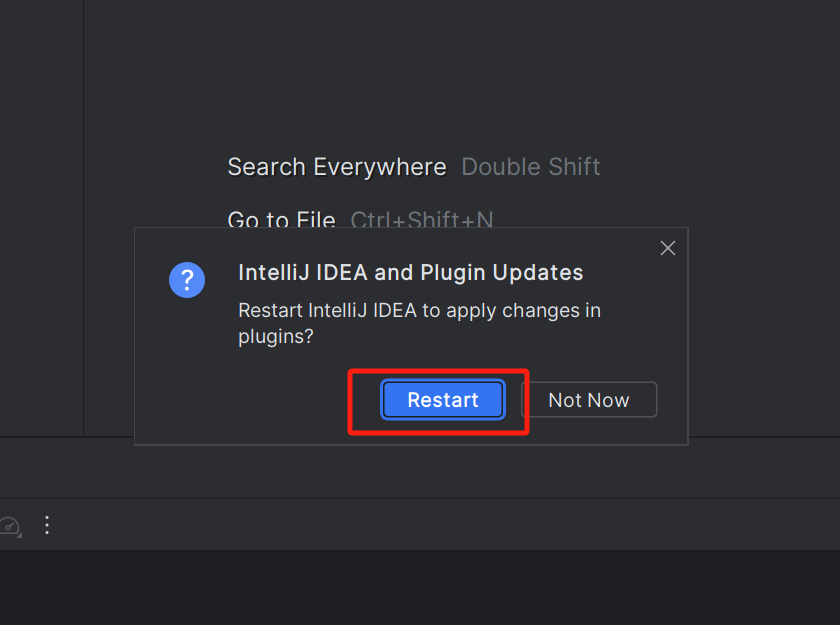 Search Everywhere Double Shift
Go to File Ctrl+Shift+N
IntelliJ IDEA and Plugin Updates
Restart IntelliJ IDEA to apply changes in
plugins?
Restart Not Now